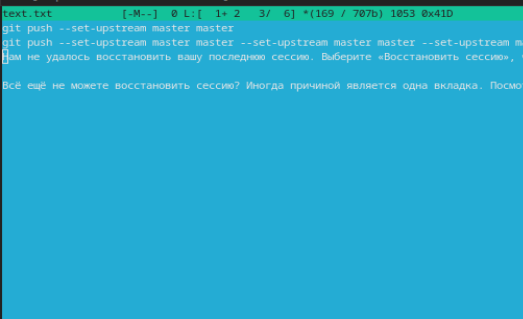 text.txt [-M--] 0 L:[ 1+ 2 3/ 6] *(169 / 707b) 1053 0x41D
git push --set-upstream master master
git push --set-upstream master master --set-upstream master master --set-upstream
Нам не удалось восстановить вашу последнюю сессию. Выберите «Восстановить сессию»,
Всё ещё не можете восстановить сессию? Иногда причиной является одна вкладка.